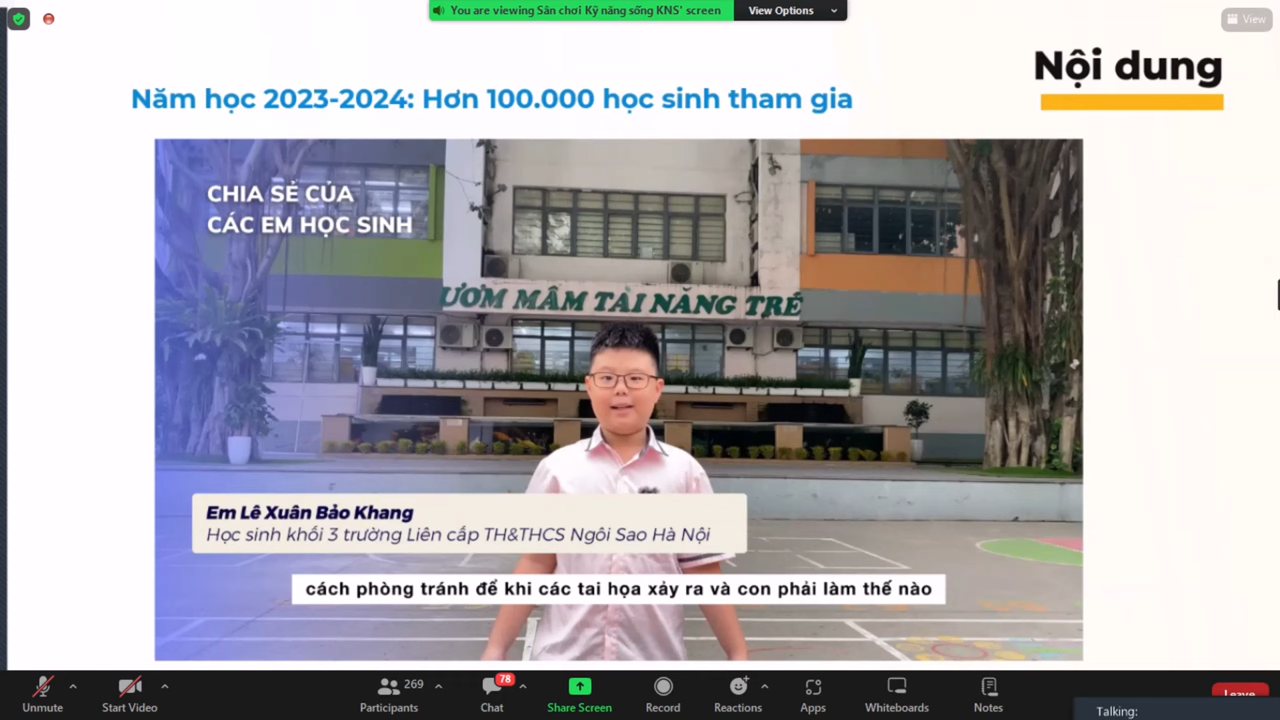 You are viewing Sân chơi Kỹ năng sống KNS' screen
View Options
View
Nội dung
Năm học 2023-2024: Hơn 100.000 học sinh tham gia
CHIA SẺ CỦA
CÁC EM HỌC SINH
ƯƠM MẦM TÀI NĂNG TRẺ
Em Lê Xuân Bảo Khang
Học sinh khối 3 trường Liên cấp TH&THCS Ngôi Sao Hà Nội
cách phòng tránh để khi các tai họa xảy ra và con phải làm thế nào
269
78
Unmute
Start Video
Participants
Chat
Share Screen
Record
Reactions
Apps
Whiteboards
Notes
Leave
Talking: